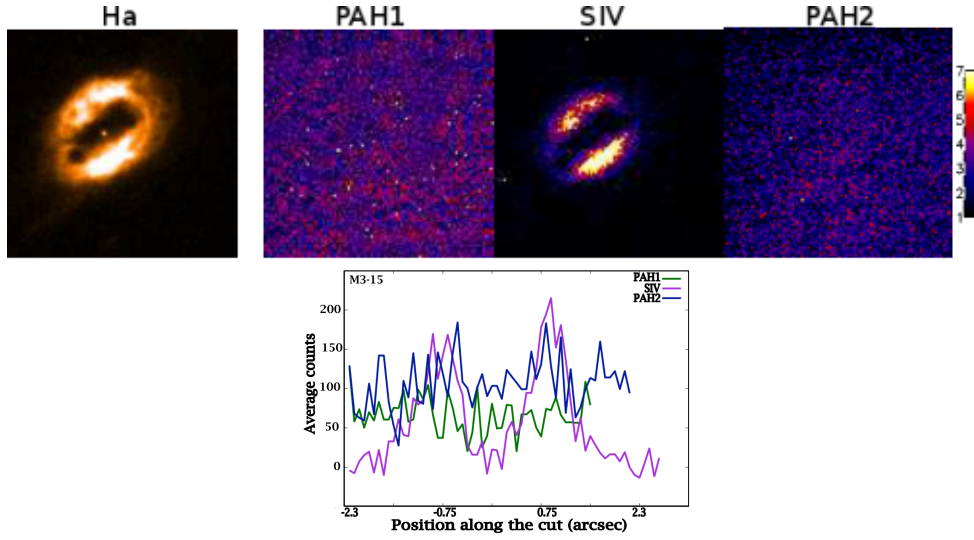 Ha PAH1 SIV PAH2
7
6
5
4
3
2
1
M3-15
PAH1
SIV
PAH2
200
150
100
50
0
Average counts
-2.3 -0.75 0.75 2.3
Position along the cut (arcsec)